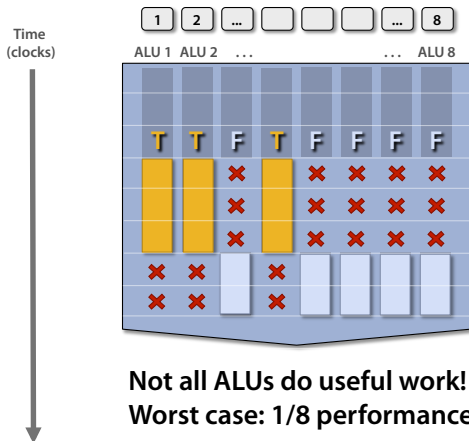 1 2 ... ... 8
Time
(clocks)
ALU 1 ALU 2 . . . . . . ALU 8
T T F T F F F F
Not all ALUs do useful work!
Worst case: 1/8 performance